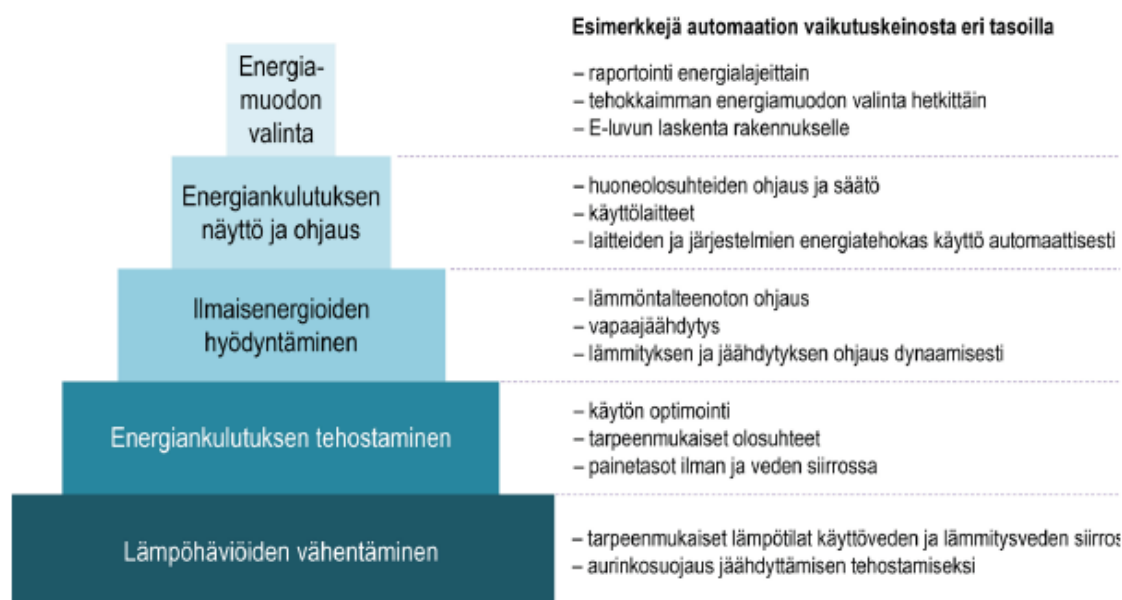 Esimerkkejä automaation vaikutuskeinosta eri tasoilla
Energia-
muodon
valinta
– raportointi energialajeittain
– tehokkaimman energiamuodon valinta hetkittäin
– E-luvun laskenta rakennukselle
Energiankulutuksen
näyttö ja ohjaus
– huoneolosuhteiden ohjaus ja säätö
– käyttölaitteet
– laitteiden ja järjestelmien energiatehokas käyttö automaattisesti
Ilmaisenergioiden
hyödyntäminen
– lämmöntalteenoton ohjaus
– vapaajäähdytys
– lämmityksen ja jäähdytyksen ohjaus dynaamisesti
Energiankulutuksen tehostaminen
– käytön optimointi
– tarpeenmukaiset olosuhteet
– painetasot ilman ja veden siirrossa
Lämpöhäviöiden vähentäminen
– tarpeenmukaiset lämpötilat käyttöveden ja lämmitysveden siirros
– aurinkosuojaus jäähdyttämisen tehostamiseksi